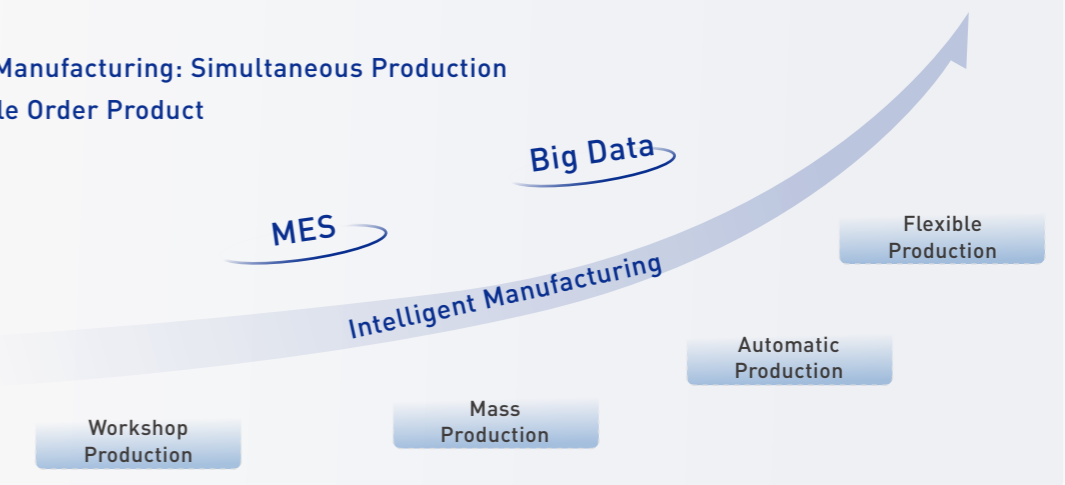 Manufacturing: Simultaneous Production
le Order Product
Big Data
MES
Intelligent Manufacturing
Flexible
Production
Automatic
Production
Mass
Production
Workshop
Production